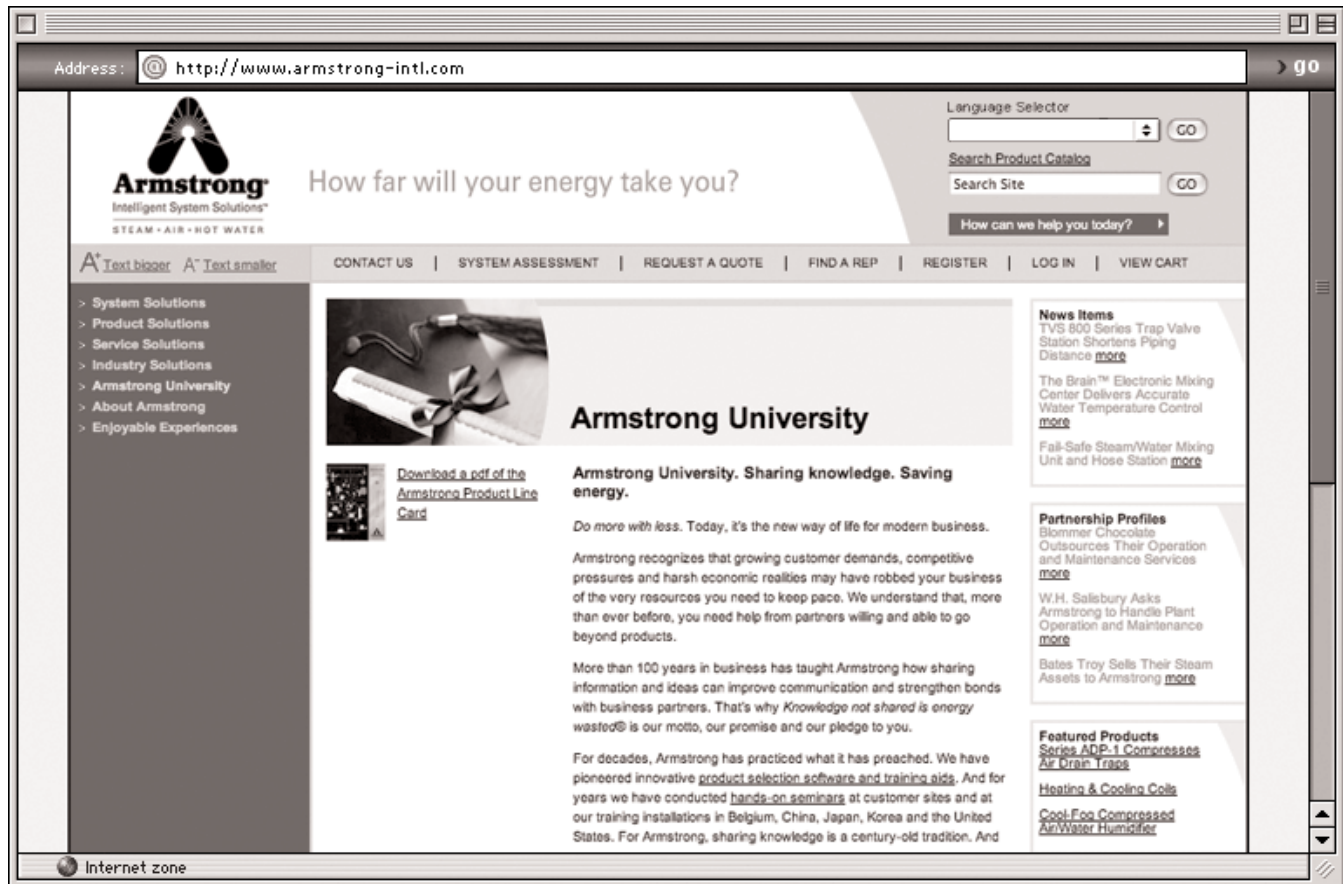 Address: @ http://www.armstrong-intl.com › go
Armstrong®
Intelligent System Solutions™
STEAM • AIR • HOT WATER
How far will your energy take you?
Language Selector
GO
Search Product Catalog
Search Site GO
How can we help you today?
A+ Text bigger A- Text smaller
CONTACT US | SYSTEM ASSESSMENT | REQUEST A QUOTE | FIND A REP | REGISTER | LOG IN | VIEW CART
> System Solutions
> Product Solutions
> Service Solutions
> Industry Solutions
> Armstrong University
> About Armstrong
> Enjoyable Experiences
Armstrong University
Download a pdf of the
Armstrong Product Line
Card
Armstrong University. Sharing knowledge. Saving
energy.
Do more with less. Today, it's the new way of life for modern business.
Armstrong recognizes that growing customer demands, competitive
pressures and harsh economic realities may have robbed your business
of the very resources you need to keep pace. We understand that, more
than ever before, you need help from partners willing and able to go
beyond products.
More than 100 years in business has taught Armstrong how sharing
information and ideas can improve communication and strengthen bonds
with business partners. That's why Knowledge not shared is energy
wasted® is our motto, our promise and our pledge to you.
For decades, Armstrong has practiced what it has preached. We have
pioneered innovative product selection software and training aids. And for
years we have conducted hands-on seminars at customer sites and at
our training installations in Belgium, China, Japan, Korea and the United
States. For Armstrong, sharing knowledge is a century-old tradition. And
News Items
TVS 800 Series Trap Valve
Station Shortens Piping
Distance more
The Brain™ Electronic Mixing
Center Delivers Accurate
Water Temperature Control
more
Fail-Safe Steam/Water Mixing
Unit and Hose Station more
Partnership Profiles
Blommer Chocolate
Outsources Their Operation
and Maintenance Services
more
W.H. Salisbury Asks
Armstrong to Handle Plant
Operation and Maintenance
more
Bates Troy Sells Their Steam
Assets to Armstrong more
Featured Products
Series ADP-1 Compresses
Air Drain Traps
Heating & Cooling Coils
Cool-Fog Compressed
Air/Water Humidifier
Internet zone